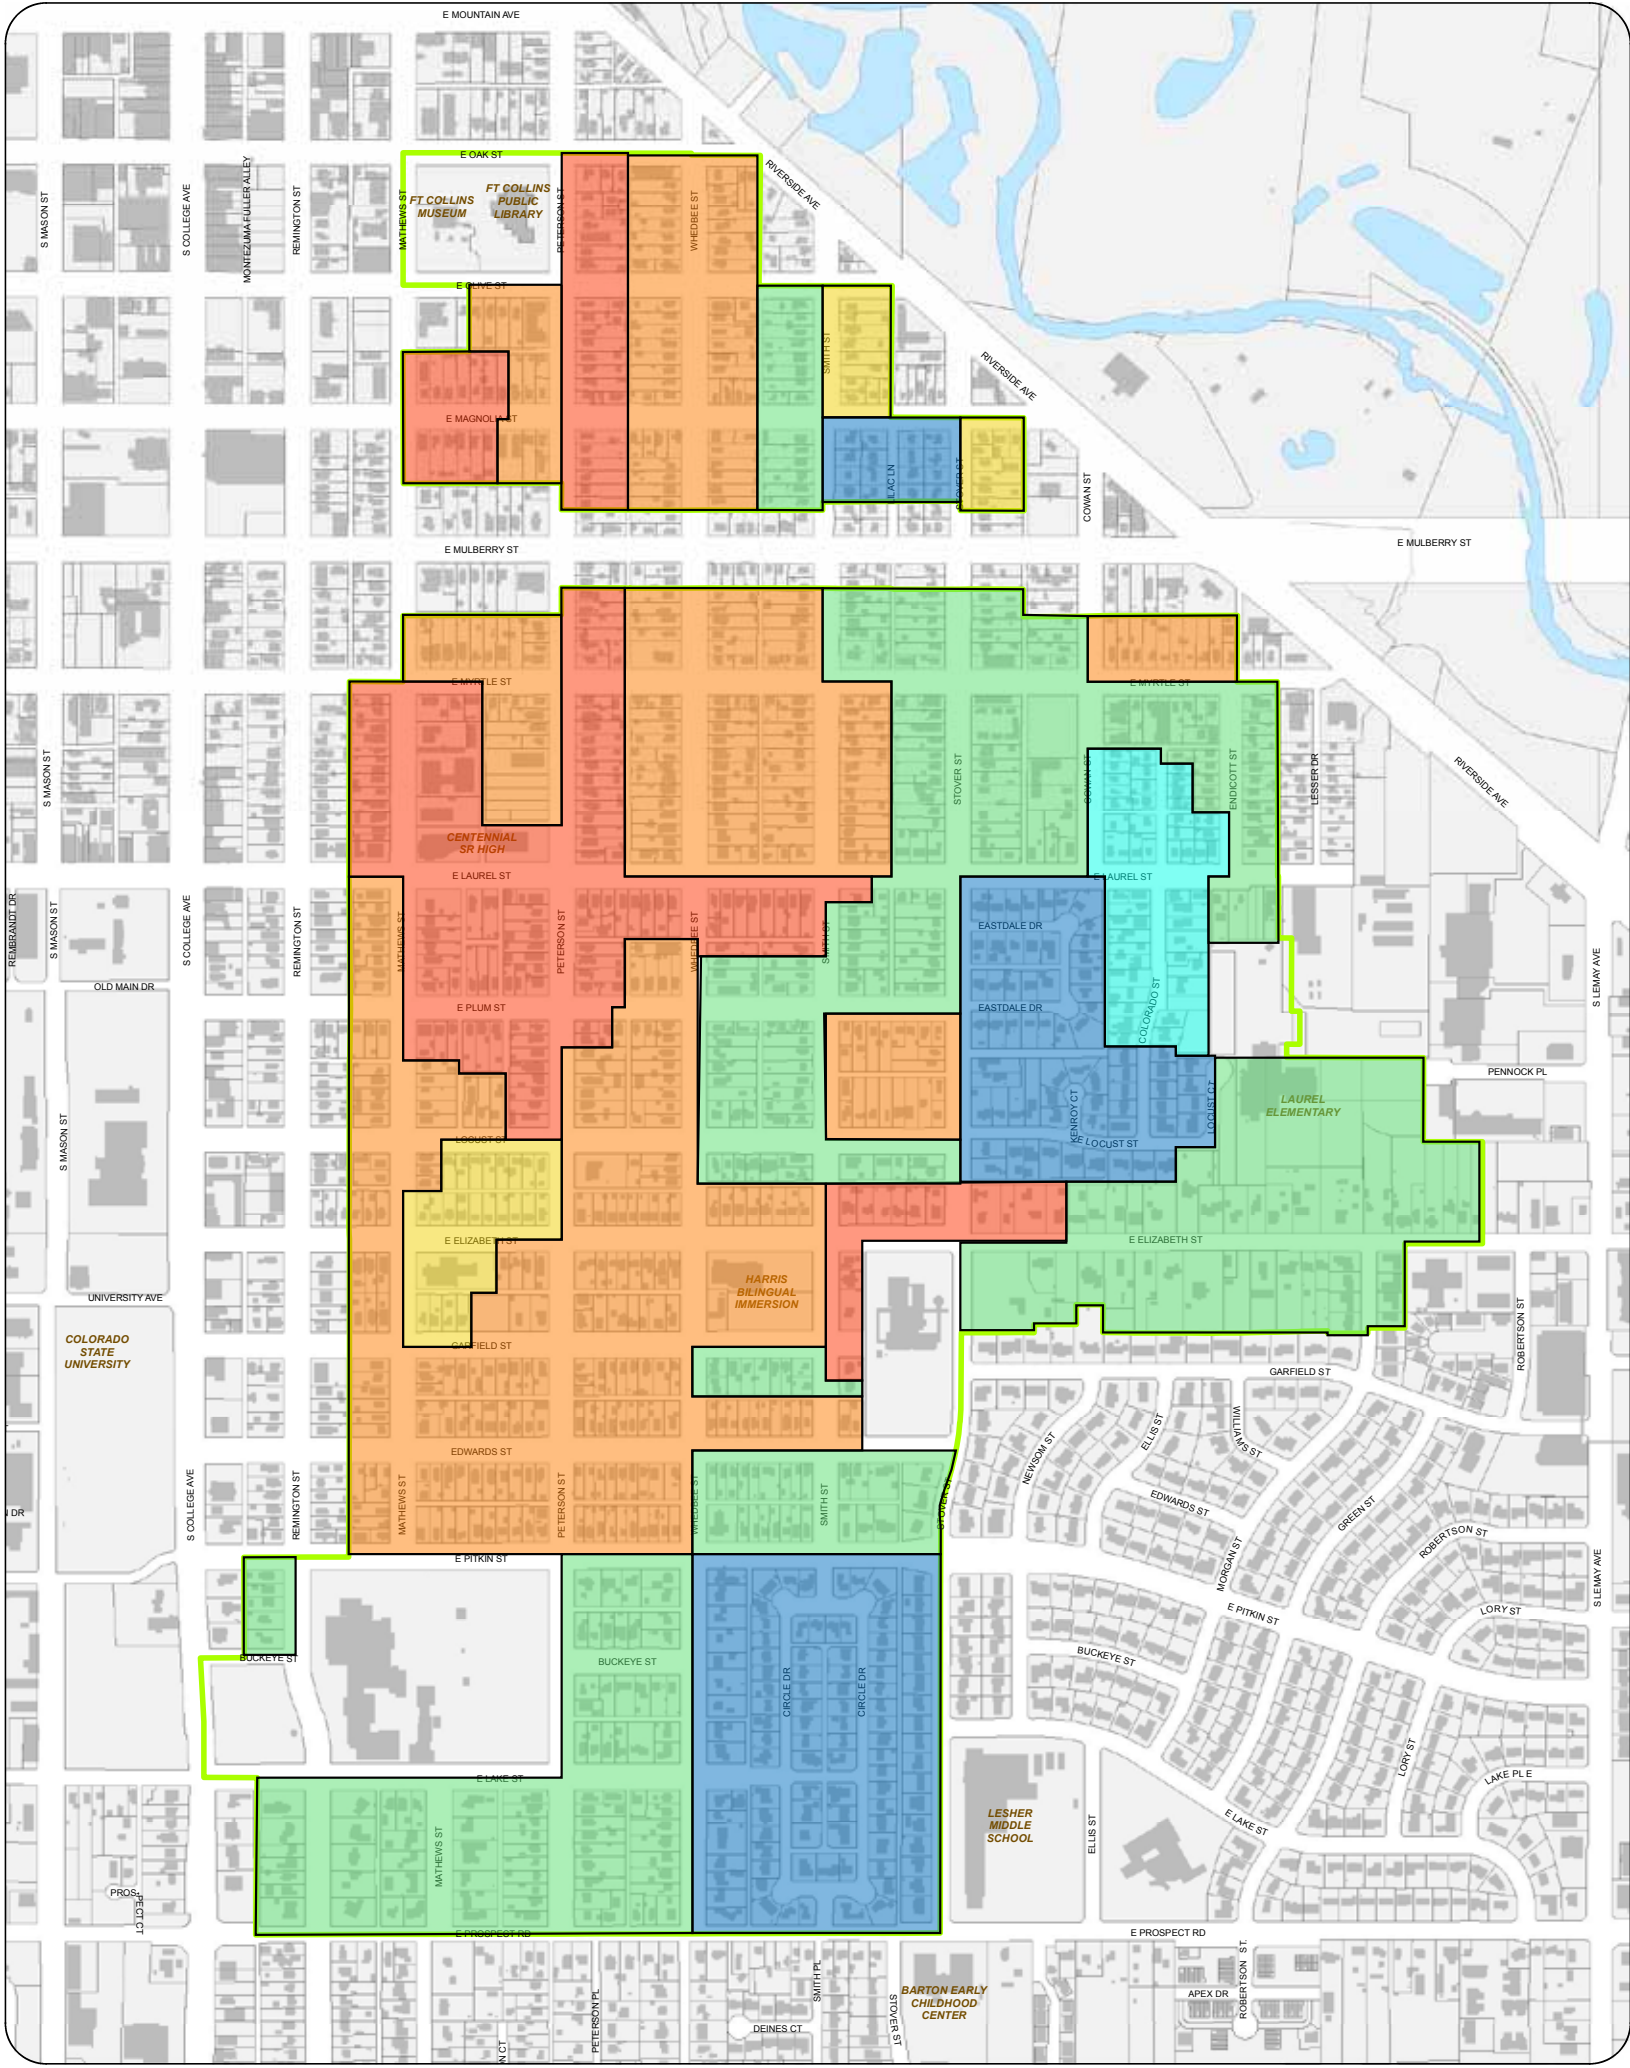 E MOUNTAIN AVE
E OAK ST
S MASON ST
S COLLEGE AVE
MONTEZUMA FULLER ALLEY
REMINGTON ST
MATHEWS ST
FT COLLINS
MUSEUM
FT COLLINS
PUBLIC
LIBRARY
PETERSON ST
WHEDBEE ST
RIVERSIDE AVE
E OLIVE ST
SMITH ST
RIVERSIDE AVE
E MAGNOLIA ST
LILAC LN
STOVER ST
COWAN ST
E MULBERRY ST
E MULBERRY ST
E MYRTLE ST
E MYRTLE ST
S MASON ST
STOVER ST
COWAN ST
ENDICOTT ST
LESSER DR
RIVERSIDE AVE
CENTENNIAL
SR HIGH
E LAUREL ST
E LAUREL ST
REMBRANDT DR
S MASON ST
S COLLEGE AVE
REMINGTON ST
MATHEWS ST
PETERSON ST
WHEDBEE ST
SMITH ST
EASTDALE DR
S LEMAY AVE
OLD MAIN DR
E PLUM ST
EASTDALE DR
COLORADO ST
PENNOCK PL
S MASON ST
LOCUST ST
KENROY CT
E LOCUST ST
LOCUST CT
LAUREL
ELEMENTARY
E ELIZABETH ST
E ELIZABETH ST
UNIVERSITY AVE
HARRIS
BILINGUAL
IMMERSION
COLORADO
STATE
UNIVERSITY
GARFIELD ST
ROBERTSON ST
GARFIELD ST
EDWARDS ST
NEWSOM ST
ELLIS ST
WILLIAMS ST
S COLLEGE AVE
REMINGTON ST
MATHEWS ST
PETERSON ST
WHEDBEE ST
SMITH ST
STOVER ST
EDWARDS ST
GREEN ST
ROBERTSON ST
N DR
E PITKIN ST
MORGAN ST
S LEMAY AVE
E PITKIN ST
LORY ST
BUCKEYE ST
BUCKEYE ST
BUCKEYE ST
CIRCLE DR
CIRCLE DR
LORY ST
E LAKE ST
LAKE PL E
LESHER
MIDDLE
SCHOOL
ELLIS ST
E LAKE ST
MATHEWS ST
PROS-
PECT CT
E PROSPECT RD
E PROSPECT RD
SMITH PL
PETERSON PL
STOVER ST
BARTON EARLY
CHILDHOOD
CENTER
APEX DR
ROBERTSON ST
DEINES CT
N CT